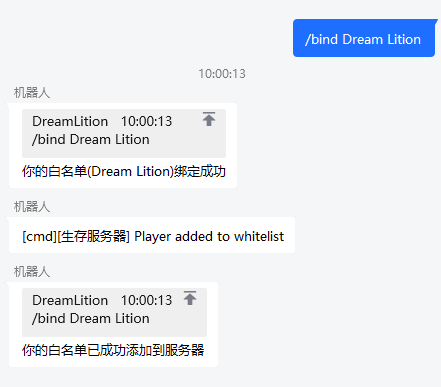 /bind Dream Lition
10:00:13
机器人
DreamLition 10:00:13
/bind Dream Lition
你的白名单(Dream Lition)绑定成功
机器人
[cmd][生存服务器] Player added to whitelist
机器人
DreamLition 10:00:13
/bind Dream Lition
你的白名单已成功添加到服务器